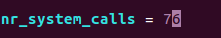 nr_system_calls = 76